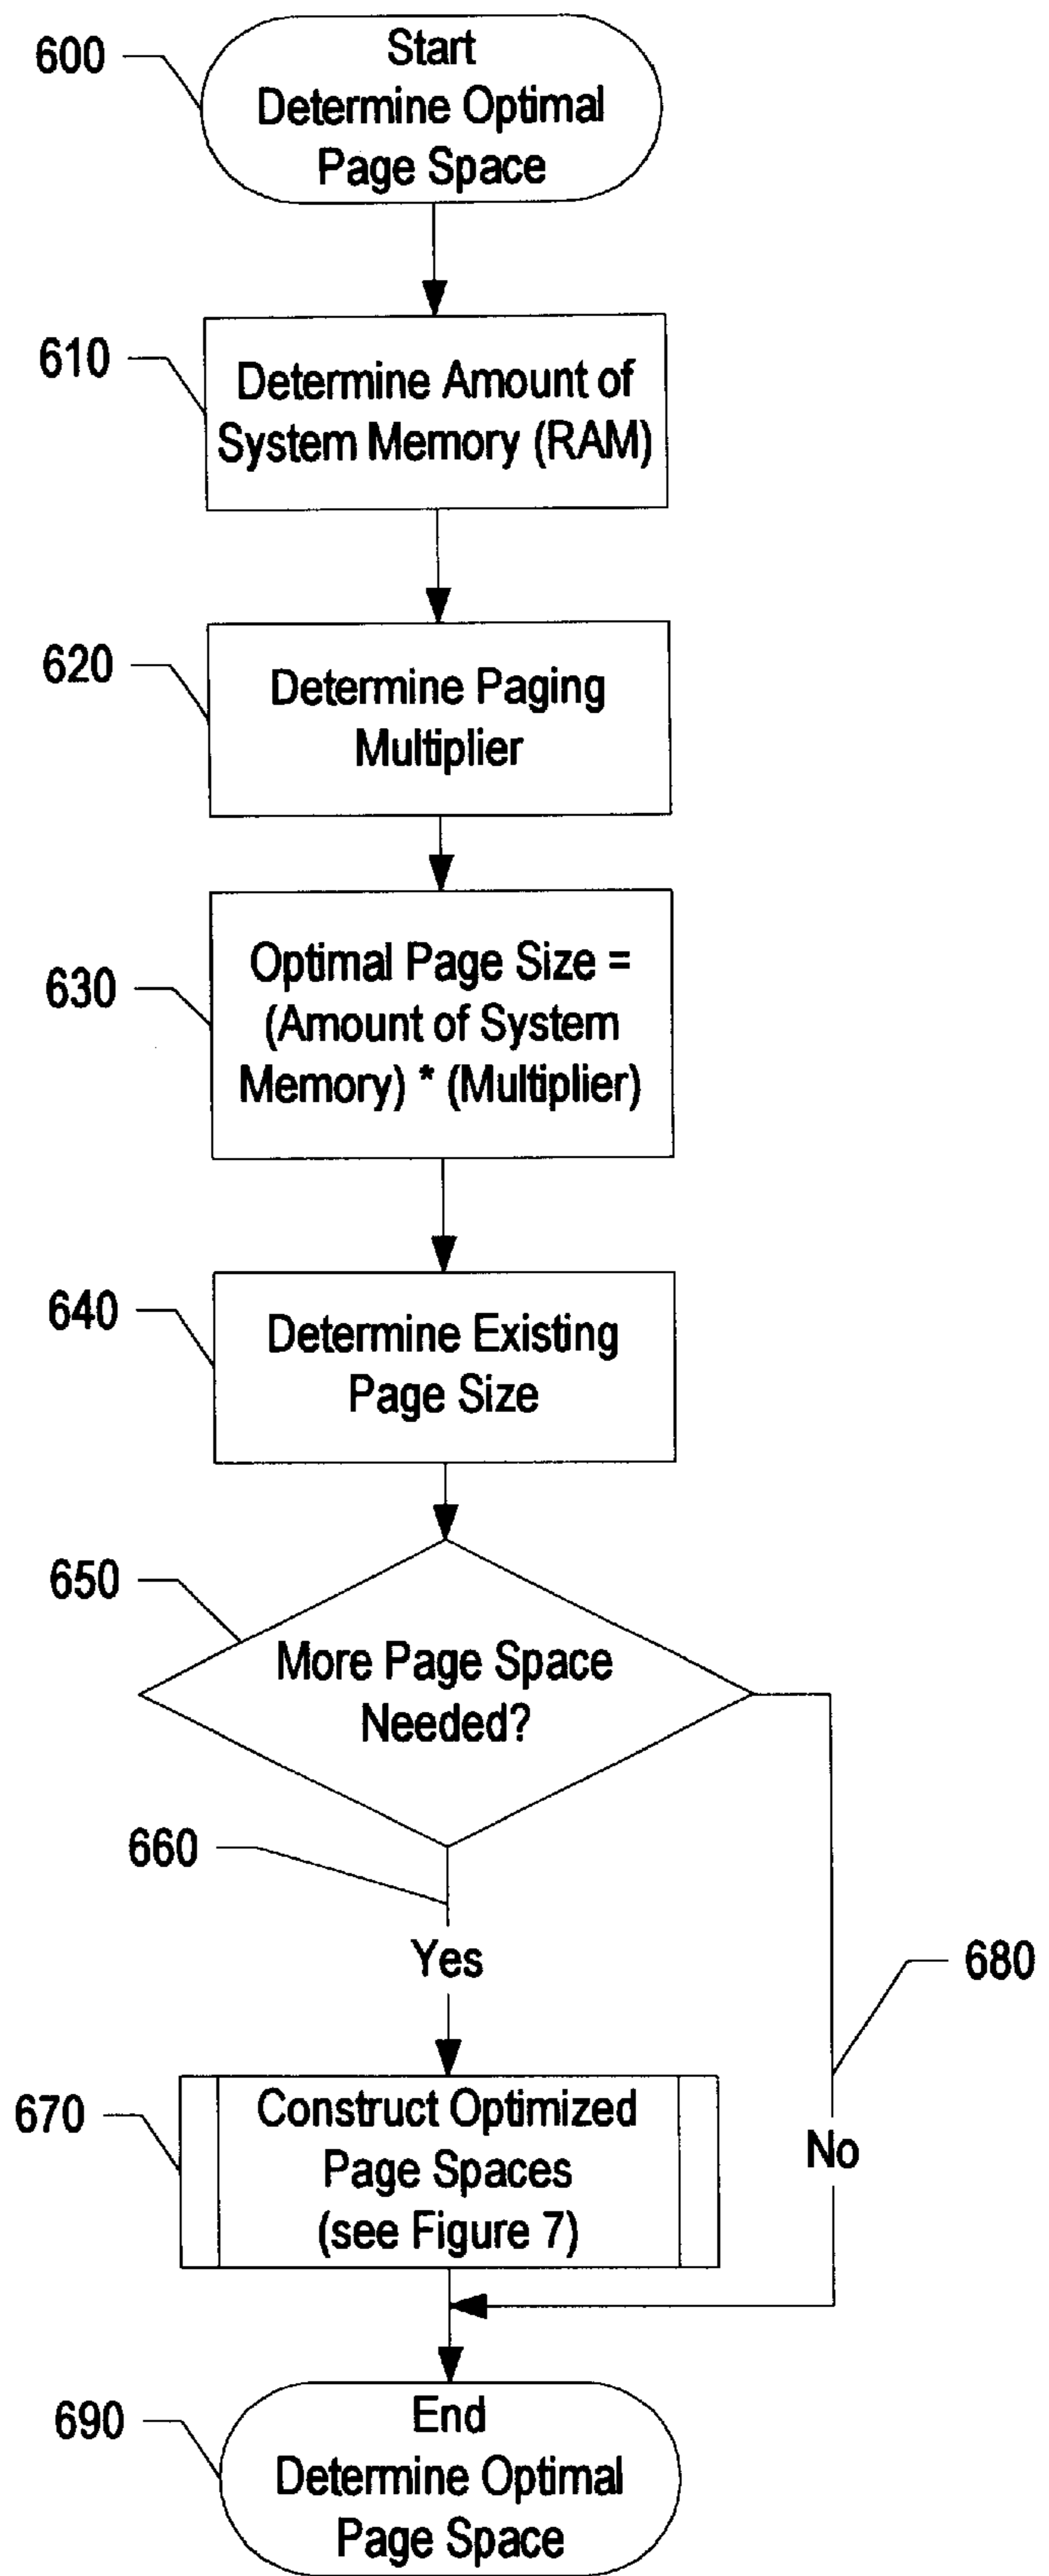 600
Start
Determine Optimal
Page Space
610
Determine Amount of
System Memory (RAM)
620
Determine Paging
Multiplier
630
Optimal Page Size =
(Amount of System
Memory) * (Multiplier)
640
Determine Existing
Page Size
650
More Page Space
Needed?
660
Yes
680
670
Construct Optimized
Page Spaces
(see Figure 7)
No
690
End
Determine Optimal
Page Space